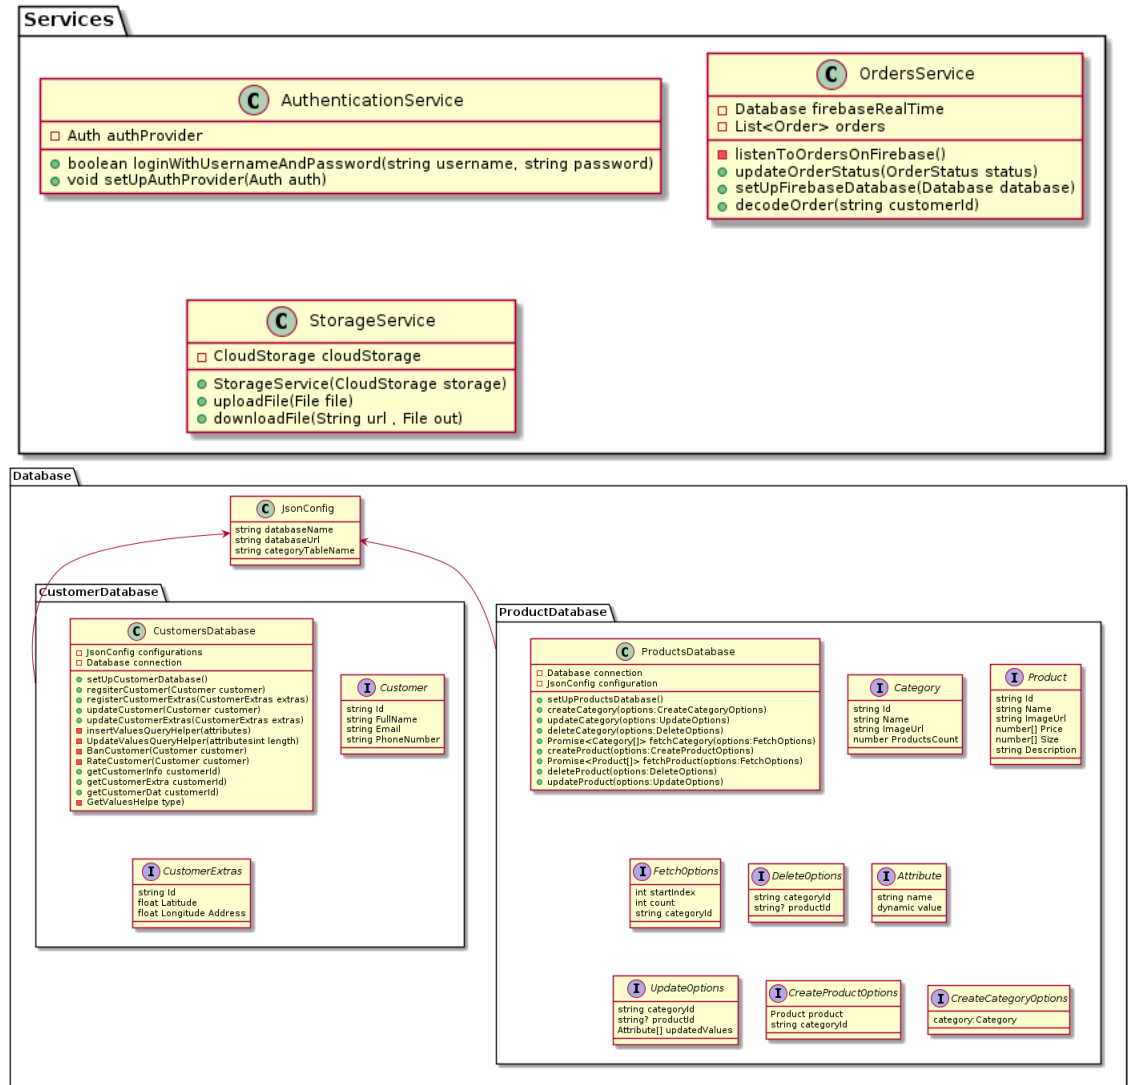 Services
C AuthenticationService
Auth authProvider
boolean loginWithUsernameAndPassword(string username, string password)
void setUpAuthProvider(Auth auth)
C OrdersService
Database firebaseRealTime
List<Order> orders
listenToOrdersOnFirebase()
updateOrderStatus(OrderStatus status)
setUpFirebaseDatabase(Database database)
decodeOrder(string customerId)
C StorageService
CloudStorage cloudStorage
StorageService(CloudStorage storage)
uploadFile(File file)
downloadFile(String url , File out)
Database
C JsonConfig
string databaseName
string databaseUrl
string categoryTableName
CustomerDatabase
C CustomersDatabase
JsonConfig configurations
Database connection
setUpCustomerDatabase()
regsiterCustomer(Customer customer)
registerCustomerExtras(CustomerExtras extras)
updateCustomer(Customer customer)
updateCustomerExtras(CustomerExtras extras)
insertValuesQueryHelper(attributes)
UpdateValuesQueryHelper(attributesint length)
BanCustomer(Customer customer)
RateCustomer(Customer customer)
getCustomerInfo customerId)
getCustomerExtra customerId)
getCustomerDat customerId)
GetValuesHelpe type)
I Customer
string Id
string FullName
string Email
string PhoneNumber
I CustomerExtras
string Id
float Latitude
float Longitude Address
ProductDatabase
C ProductsDatabase
Database connection
JsonConfig configuration
setUpProductsDatabase()
createCategory(options:CreateCategoryOptions)
updateCategory(options:UpdateOptions)
deleteCategory(options:DeleteOptions)
Promise<Category[]> fetchCategory(options:FetchOptions)
createProduct(options:CreateProductOptions)
Promise<Product[]> fetchProduct(options:FetchOptions)
deleteProduct(options:DeleteOptions)
updateProduct(options:UpdateOptions)
I Category
string Id
string Name
string ImageUrl
number ProductsCount
I Product
string Id
string Name
string ImageUrl
number[] Price
number[] Size
string Description
I FetchOptions
int startIndex
int count
string categoryId
I DeleteOptions
string categoryId
string? productId
I Attribute
string name
dynamic value
I UpdateOptions
string categoryId
string? productId
Attribute[] updatedValues
I CreateProductOptions
Product product
string categoryId
I CreateCategoryOptions
category:Category